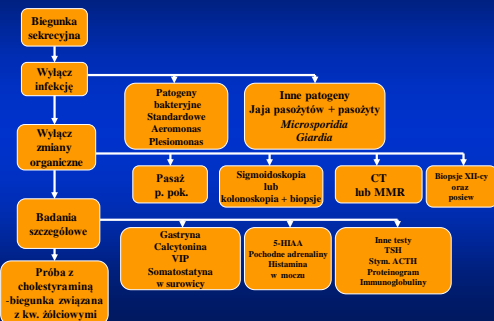 Biegunka
sekrecyjna
Wyłącz
infekcję
Patogeny
bakteryjne
Standardowe
Aeromonas
Plesiomonas
Inne patogeny
Jaja pasożytów + pasożyty
Microsporidia
Giardia
Wyłącz
zmiany
organiczne
Pasaż
p. pok.
Sigmoidoskopia
lub
kolonoskopia + biopsje
CT
lub MMR
Biopsje XII-cy
oraz
posiew
Badania
szczegółowe
Gastryna
Calcytonina
VIP
Somatostatyna
w surowicy
5-HIAA
Pochodne adrenaliny
Histamina
w moczu
Inne testy
TSH
Stym. ACTH
Proteinogram
Immunoglobuliny
Próba z
cholestyraminą
-biegunka związana
z kw. żółciowymi